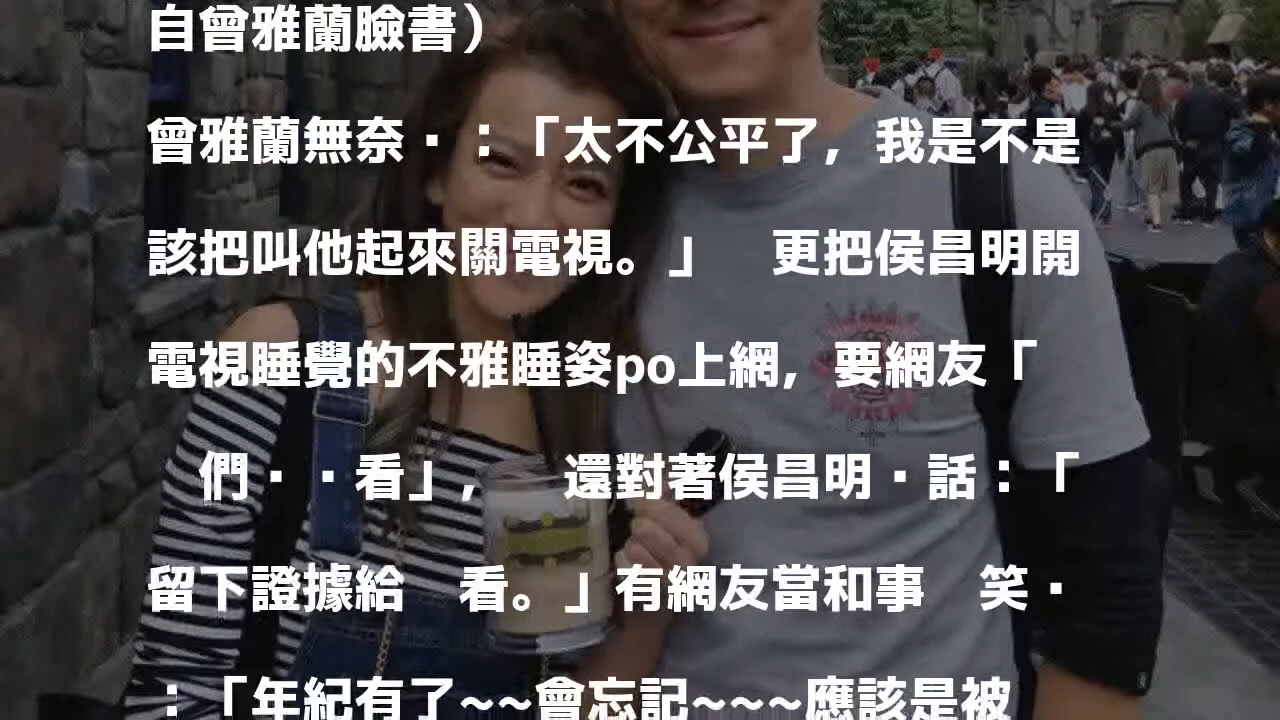 自曾雅蘭臉書）
曾雅蘭無奈·：「太不公平了，我是不是
該把叫他起來關電視。」　更把侯昌明開
電視睡覺的不雅睡姿po上網，要網友「
　們··看」，　還對著侯昌明·話：「
留下證據給　看。」有網友當和事　笑·
：「年紀有了~~會忘記~~~應該是被